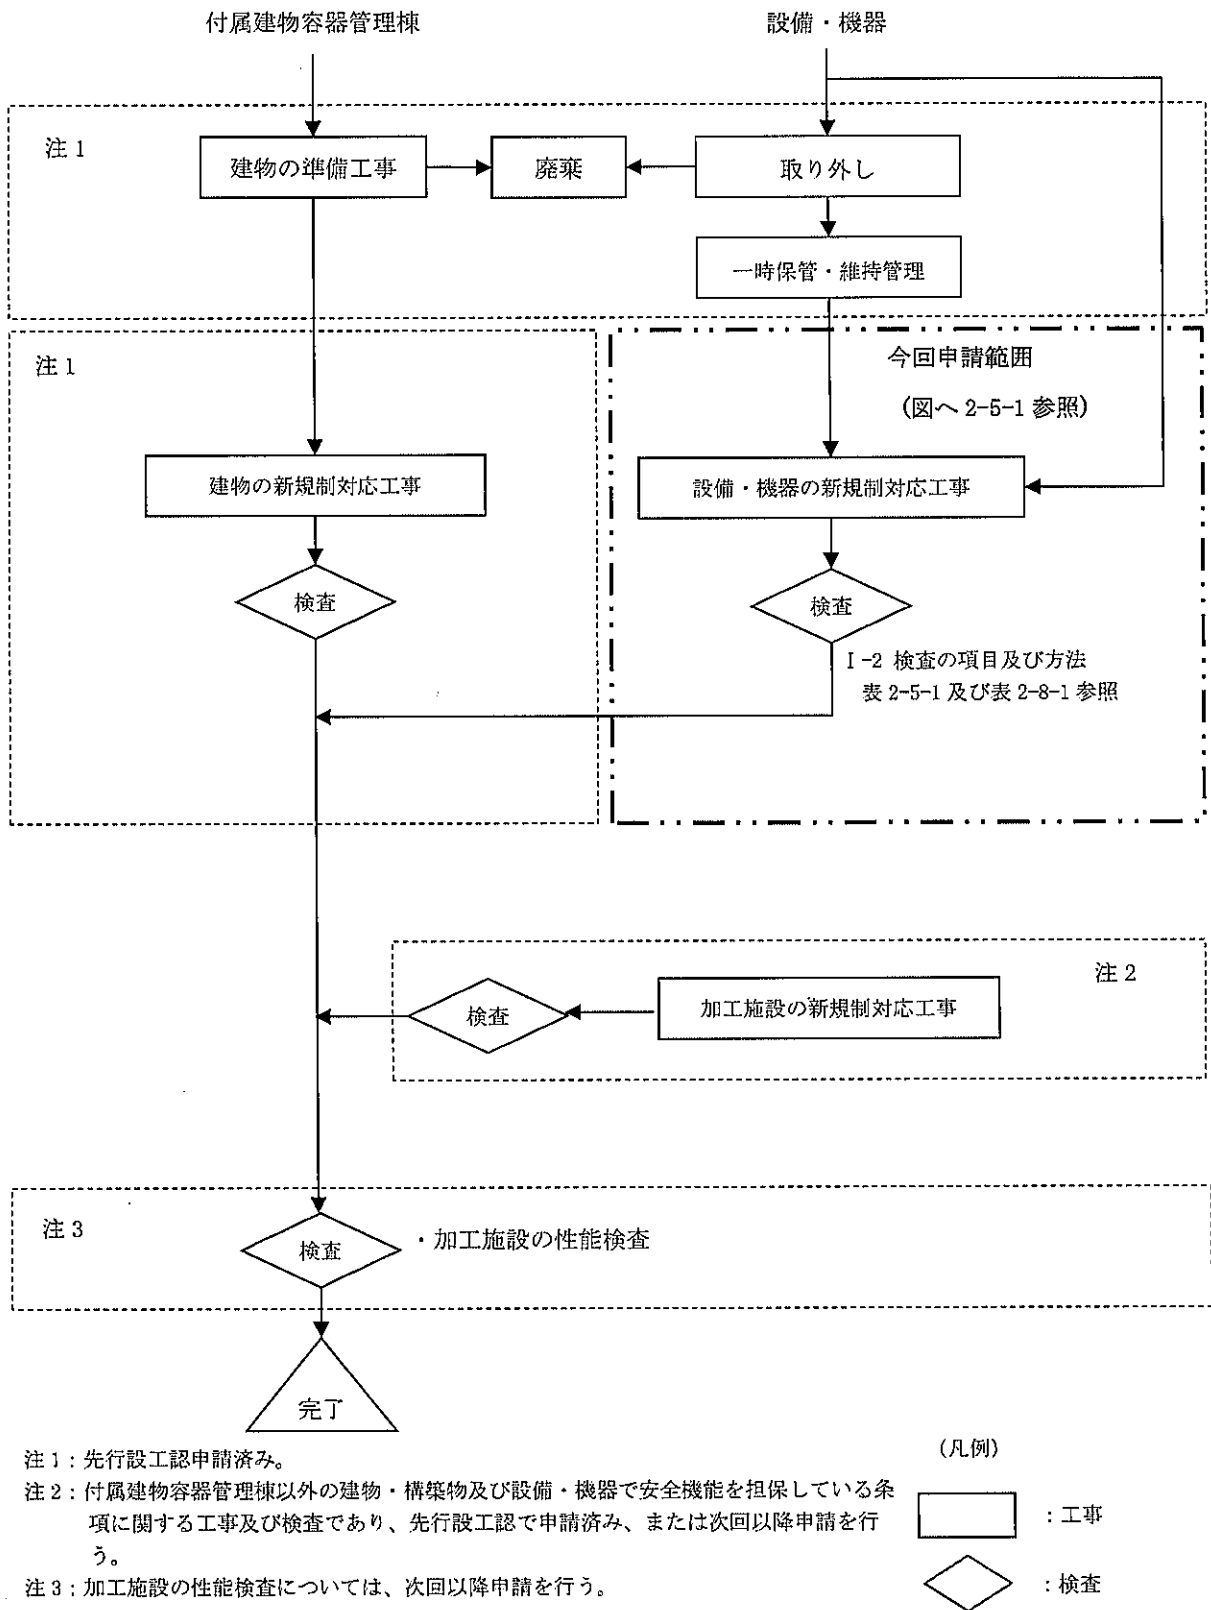 付属建物容器管理棟
設備・機器
注 1
建物の準備工事
廃棄
取り外し
一時保管・維持管理
注 1
今回申請範囲
(図へ 2-5-1 参照)
建物の新規制対応工事
設備・機器の新規制対応工事
検査
検査
Ⅰ-2 検査の項目及び方法
表 2-5-1 及び表 2-8-1 参照
注 2
検査
加工施設の新規制対応工事
注 3
検査
・加工施設の性能検査
完了
注 1：先行設工認申請済み。
注 2：付属建物容器管理棟以外の建物・構築物及び設備・機器で安全機能を担保している条
項に関する工事及び検査であり、先行設工認で申請済み、または次回以降申請を行
う。
注 3：加工施設の性能検査については、次回以降申請を行う。
(凡例)
：工事
：検査